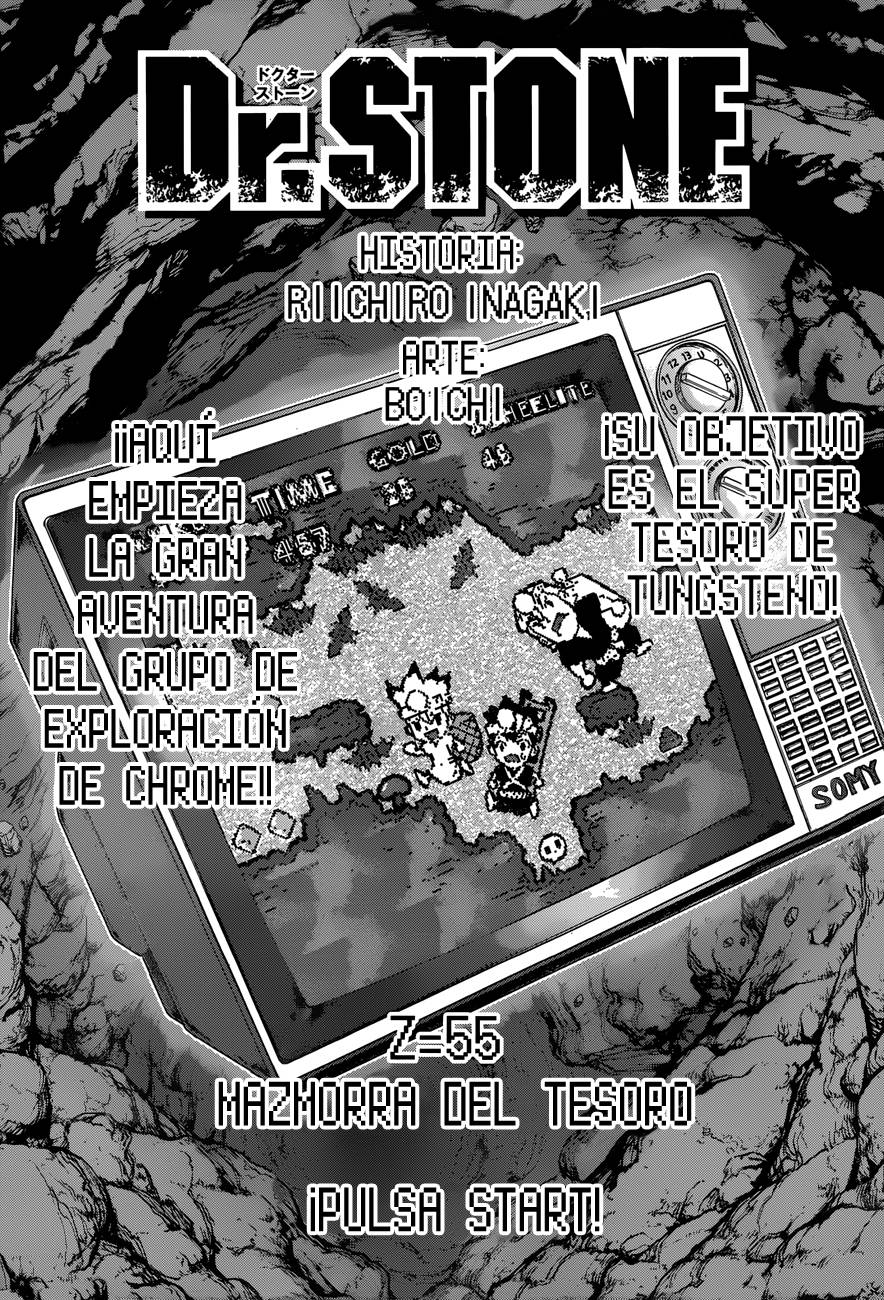 Dr.STONE
ドクター
ストーン
HISTORIA:
RIICHIRO INAGAKI
ARTE:
BOICHI
¡¡AQUÍ
EMPIEZA
LA GRAN
AVENTURA
DEL GRUPO DE
EXPLORACIÓN
DE CHROME!!
¡SU OBJETIVO
ES EL SUPER
TESORO DE
TUNGSTENO!
TIME
GOLD
457
SOMY
Z=55
MAZMORRA DEL TESORO
¡PULSA START!